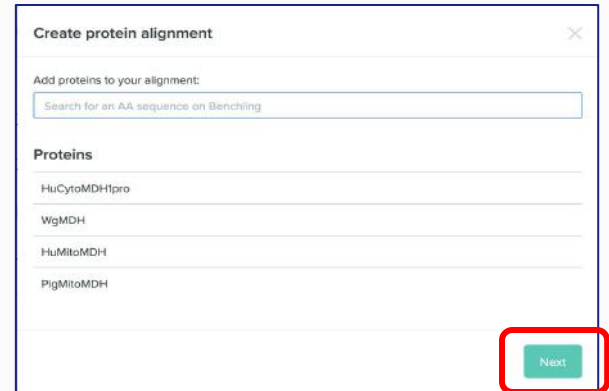 Create protein alignment
Add proteins to your alignment:
Search for an AA sequence on Benchling
Proteins
HuCytoMDH1pro
WgMDH
HuMitoMDH
PigMitoMDH
Next